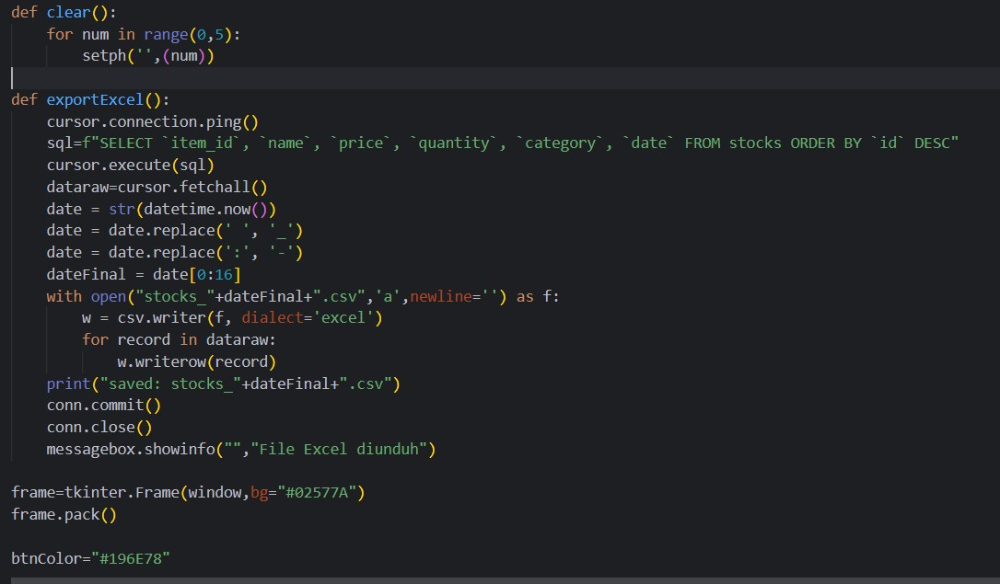 def clear():
    for num in range(0,5):
        setph('',(num))

def exportExcel():
    cursor.connection.ping()
    sql=f"SELECT `item_id`, `name`, `price`, `quantity`, `category`, `date` FROM stocks ORDER BY `id` DESC"
    cursor.execute(sql)
    dataraw=cursor.fetchall()
    date = str(datetime.now())
    date = date.replace(' ', '_')
    date = date.replace(':', '-')
    dateFinal = date[0:16]
    with open("stocks_"+dateFinal+".csv",'a',newline='') as f:
        w = csv.writer(f, dialect='excel')
        for record in dataraw:
            w.writerow(record)
    print("saved: stocks_"+dateFinal+".csv")
    conn.commit()
    conn.close()
    messagebox.showinfo("","File Excel diunduh")

frame=tkinter.Frame(window,bg="#02577A")
frame.pack()

btnColor="#196E78"